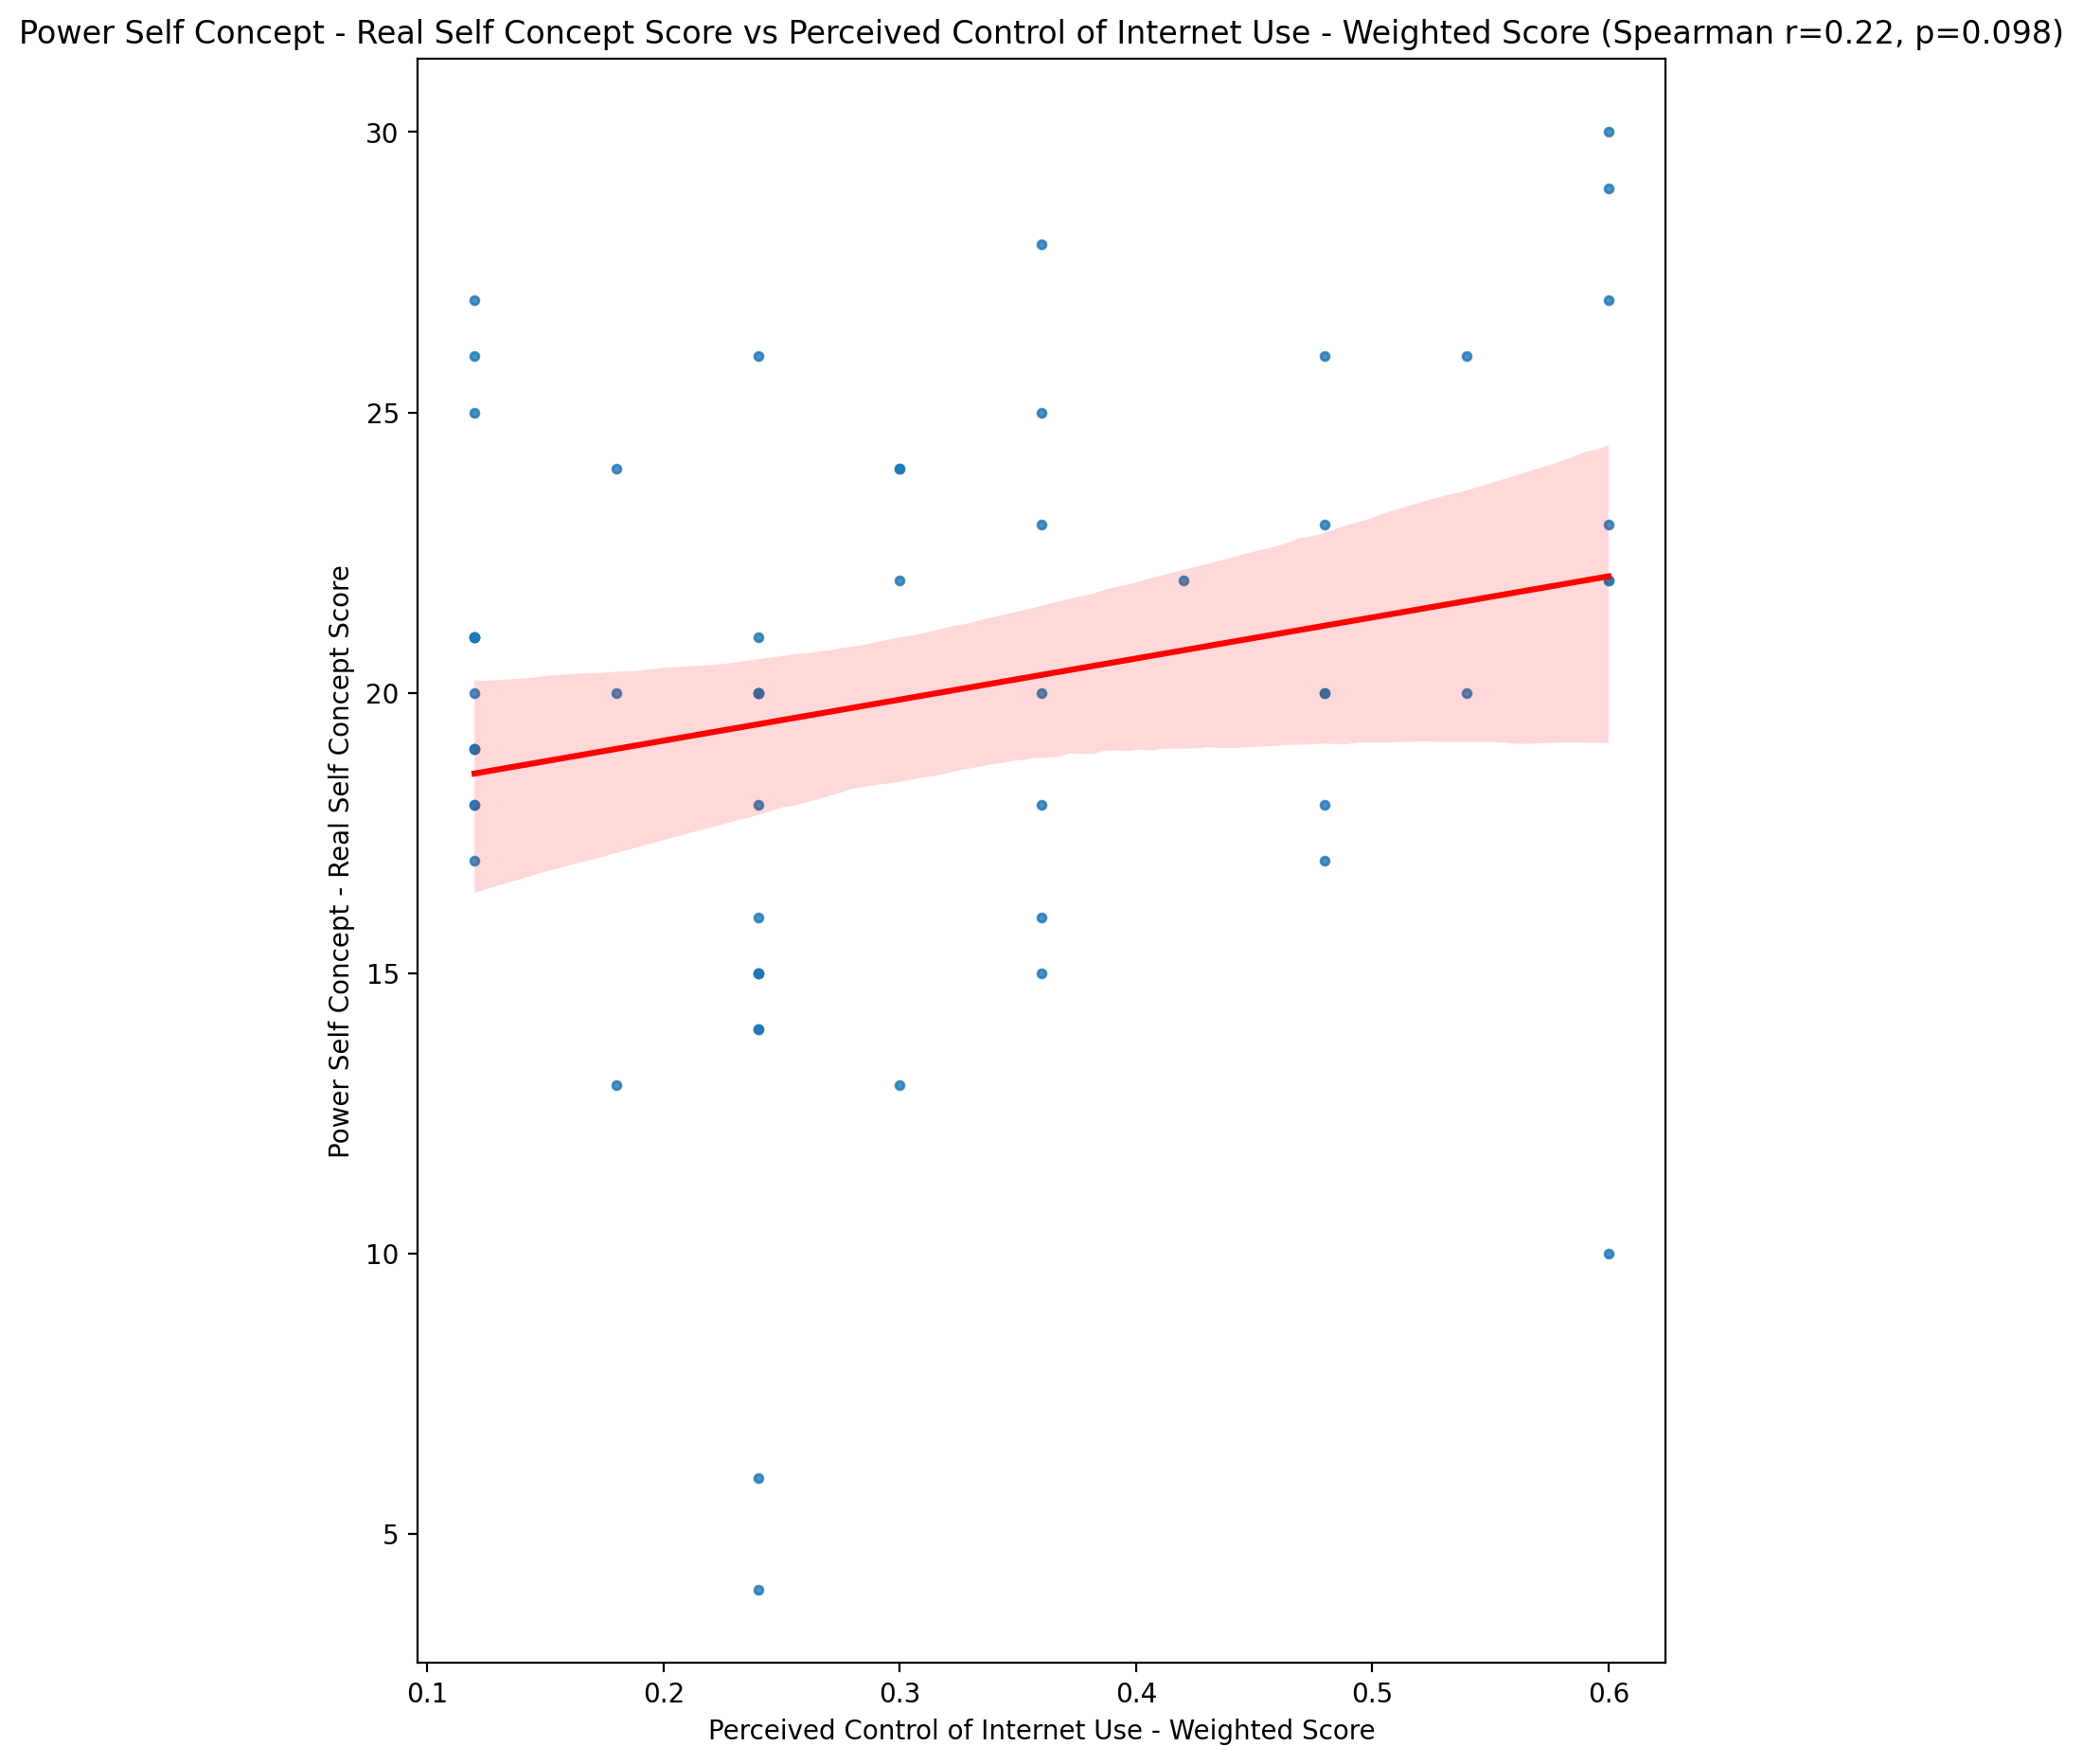 Power Self Concept - Real Self Concept Score vs Perceived Control of Internet Use - Weighted Score (Spearman r=0.22, p=0.098)
30
25
20
15
10
5
Power Self Concept - Real Self Concept Score
0.1 0.2 0.3 0.4 0.5 0.6
Perceived Control of Internet Use - Weighted Score